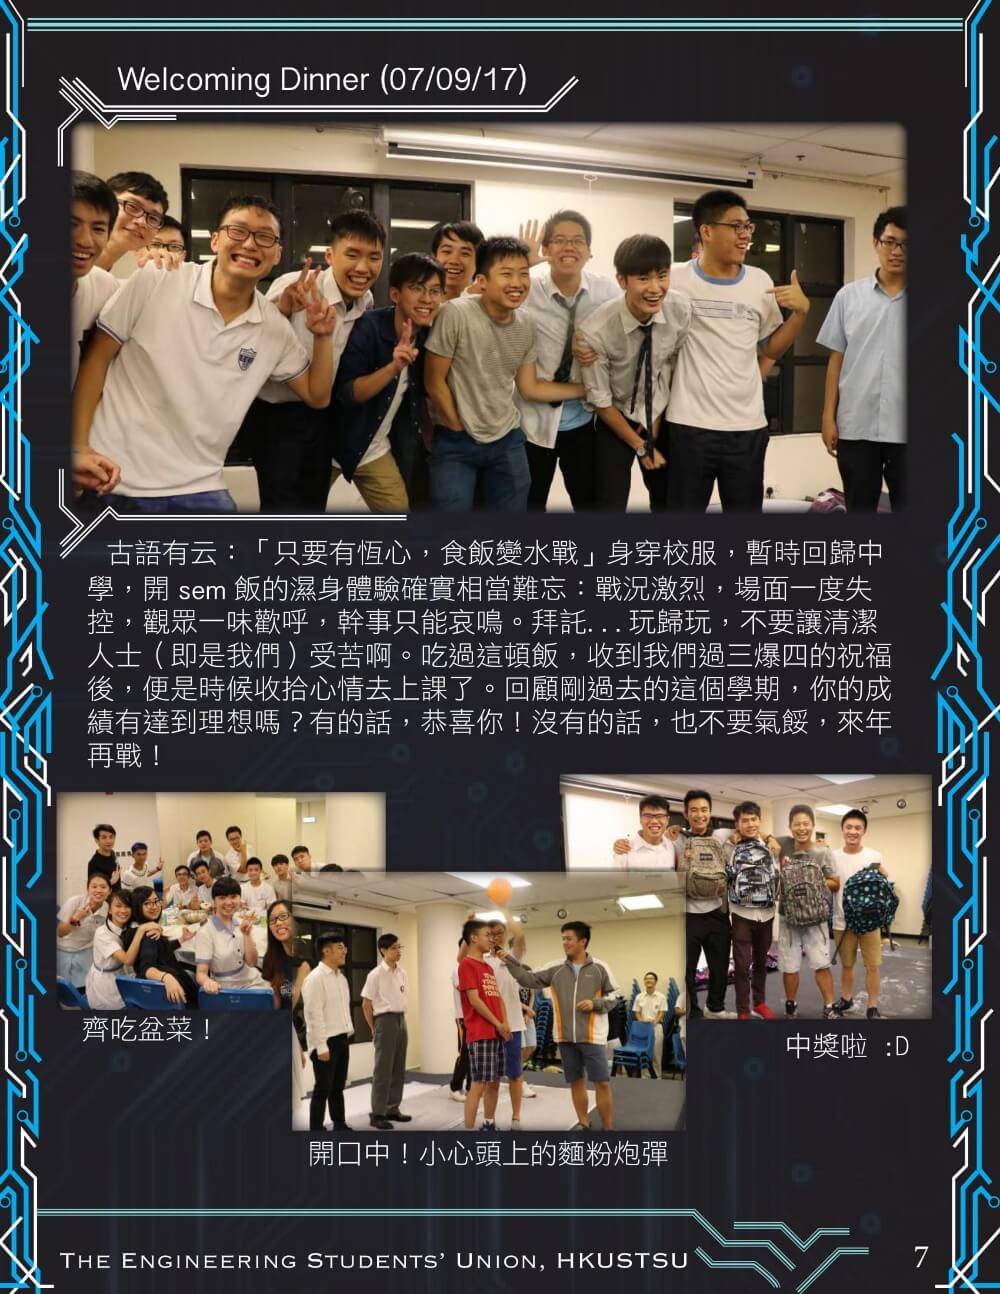 Welcoming Dinner (07/09/17)
古語有云：「只要有恆心，食飯變水戰」身穿校服，暫時回歸中
學，開 sem 飯的濕身體驗確實相當難忘：戰況激烈，場面一度失
控，觀眾一味歡呼，幹事只能哀鳴。拜託...玩歸玩，不要讓清潔
人士（即是我們）受苦啊。吃過這頓飯，收到我們過三爆四的祝福
後，便是時候收拾心情去上課了。回顧剛過去的這個學期，你的成
績有達到理想嗎？有的話，恭喜你！沒有的話，也不要氣餒，來年
再戰！
齊吃盆菜！
中獎啦 :D
開口中！小心頭上的麵粉炮彈
THE ENGINEERING STUDENTS' UNION, HKUSTSU
7